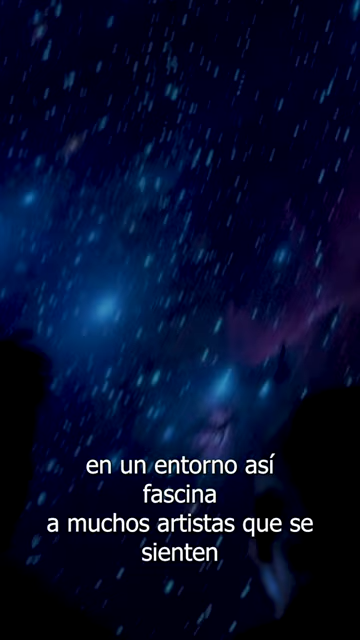 en un entorno así
fascina
a muchos artistas que se
sienten